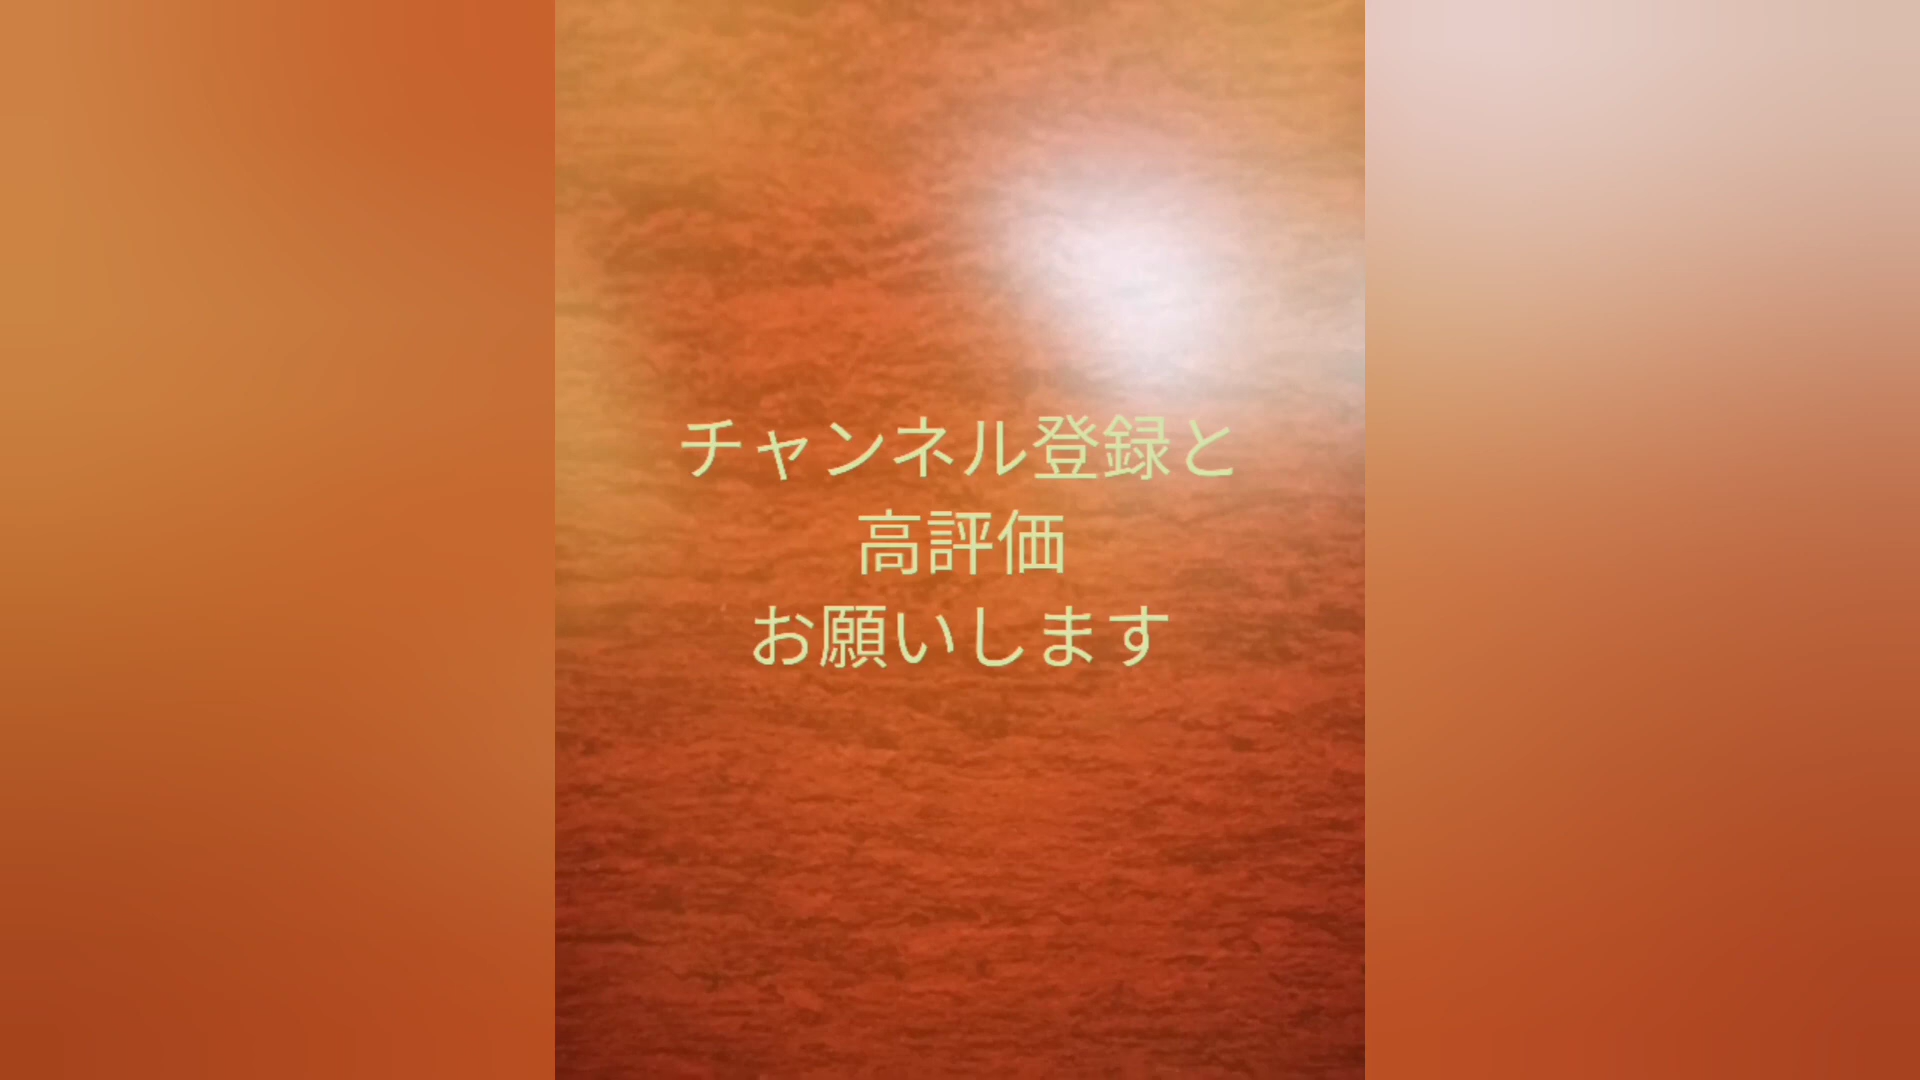 チャンネル登録と
高評価
お願いします